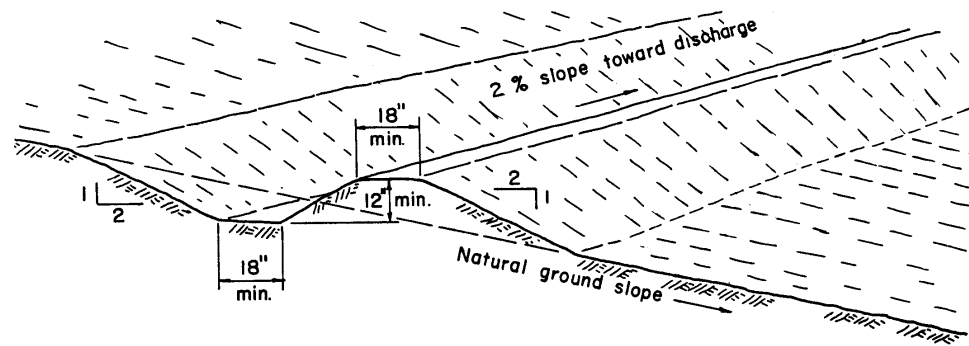 2 % slope toward discharge
18"
min.
1
2
12"
min.
2
1
18"
min.
Natural ground slope